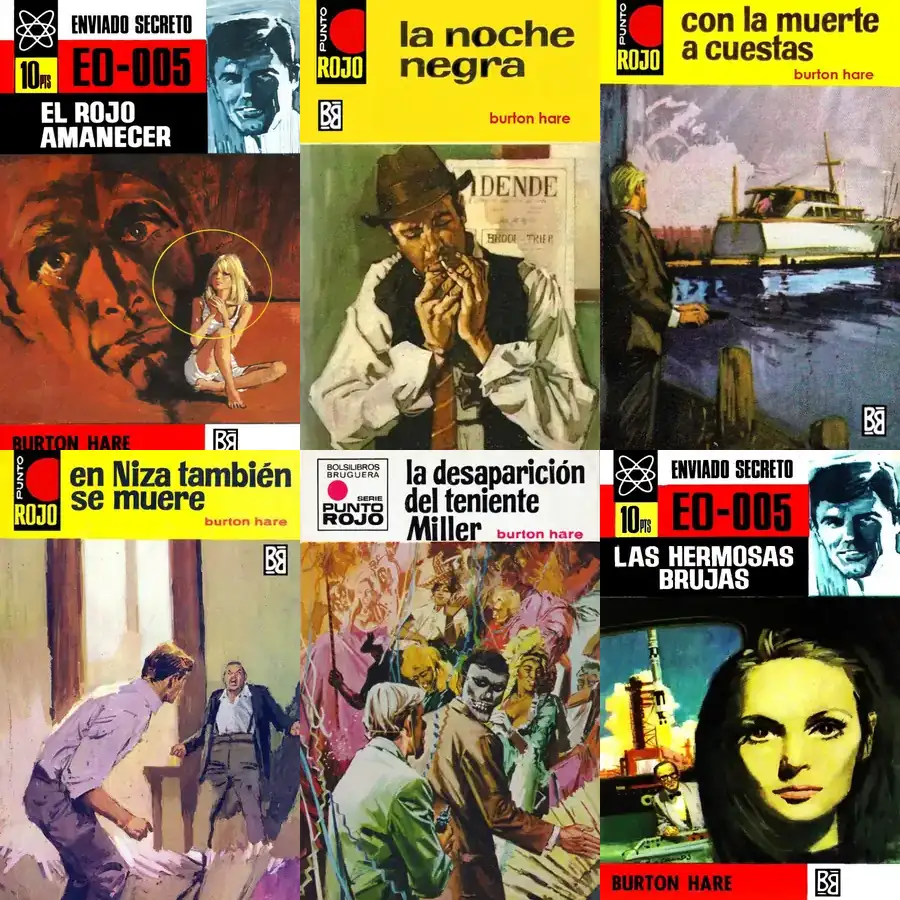 ENVIADO SECRETO
10 PTS
EO-005
EL ROJO
AMANECER
BURTON HARE
BB
PUNTO
ROJO
la noche
negra
BB
burton hare
IDENDE
PUNTO
ROJO
con la muerte
a cuestas
burton hare
BB
PUNTO
ROJO
en Niza también
se muere
burton hare
BB
BOLSILIBROS
BRUGUERA
SERIE
PUNTO
ROJO
la desaparición
del teniente
Miller
burton hare
ENVIADO SECRETO
10 PTS
EO-005
LAS HERMOSAS
BRUJAS
BURTON HARE
BB